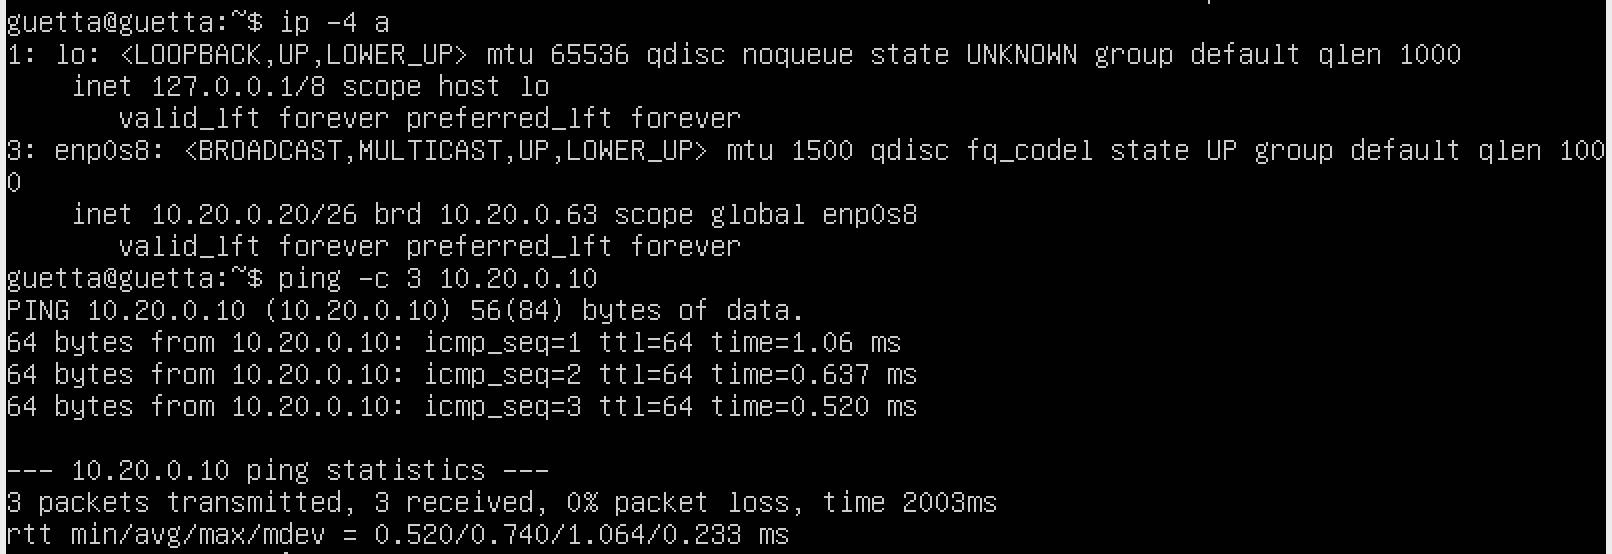 guetta@guetta:~$ ip -4 a
1: lo: <LOOPBACK,UP,LOWER_UP> mtu 65536 qdisc noqueue state UNKNOWN group default qlen 1000
    inet 127.0.0.1/8 scope host lo
       valid_lft forever preferred_lft forever
3: enp0s8: <BROADCAST,MULTICAST,UP,LOWER_UP> mtu 1500 qdisc fq_codel state UP group default qlen 100
0
    inet 10.20.0.20/26 brd 10.20.0.63 scope global enp0s8
       valid_lft forever preferred_lft forever
guetta@guetta:~$ ping -c 3 10.20.0.10
PING 10.20.0.10 (10.20.0.10) 56(84) bytes of data.
64 bytes from 10.20.0.10: icmp_seq=1 ttl=64 time=1.06 ms
64 bytes from 10.20.0.10: icmp_seq=2 ttl=64 time=0.637 ms
64 bytes from 10.20.0.10: icmp_seq=3 ttl=64 time=0.520 ms

--- 10.20.0.10 ping statistics ---
3 packets transmitted, 3 received, 0% packet loss, time 2003ms
rtt min/avg/max/mdev = 0.520/0.740/1.064/0.233 ms